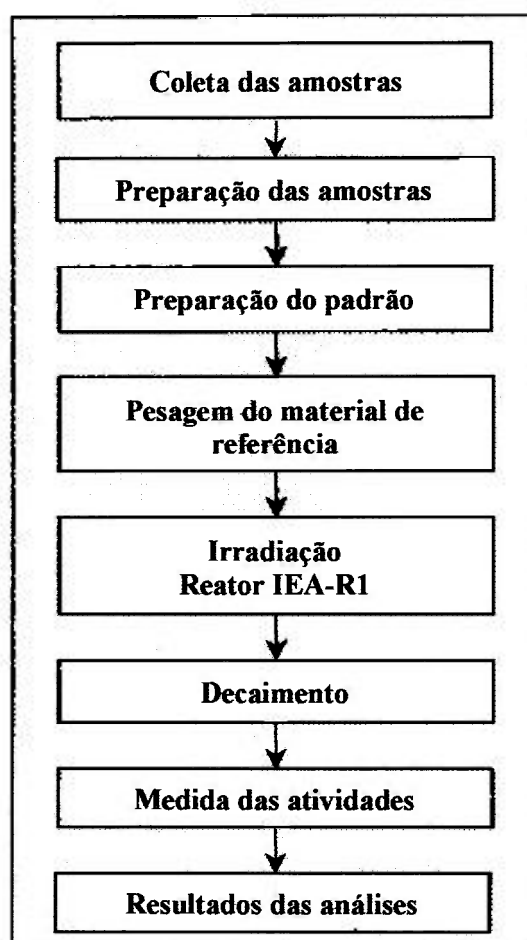 Coleta das amostras
Preparação das amostras
Preparação do padrão
Pesagem do material de
referência
Irradiação
Reator IEA-R1
Decaimento
Medida das atividades
Resultados das análises